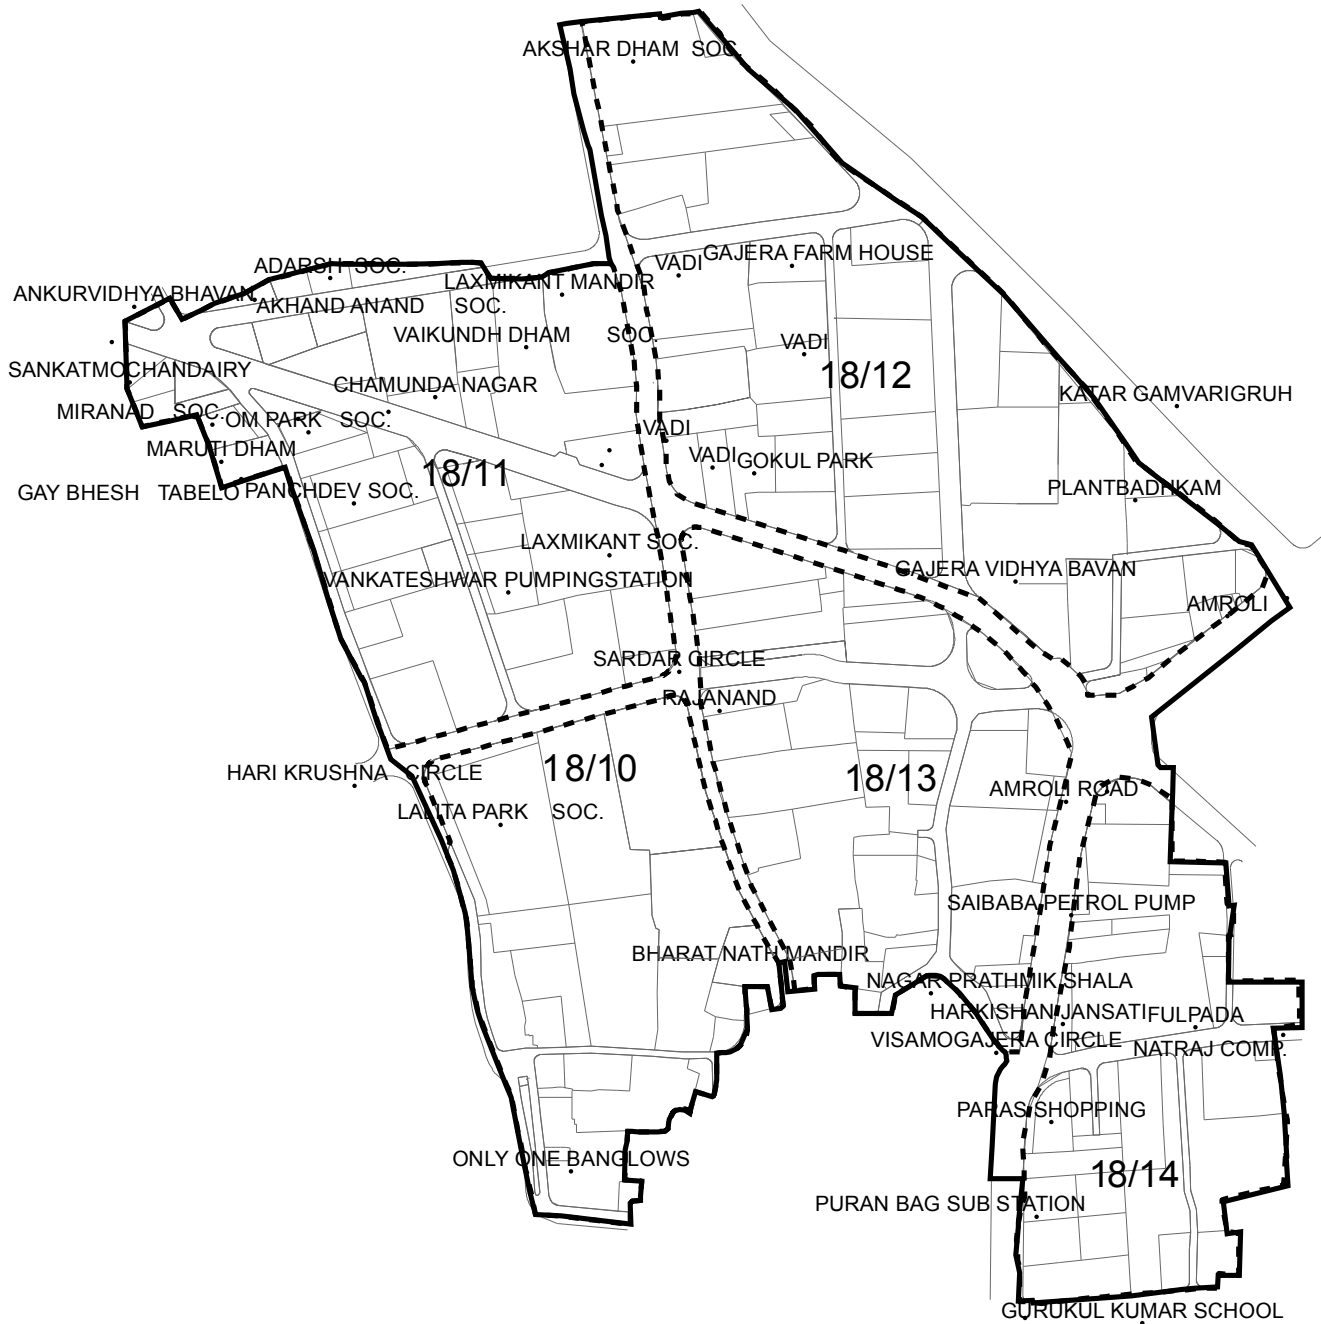 AKSHAR DHAM SOC.
GAJERA FARM HOUSE
VADI
ADARSH SOC.
LAXMIKANT MANDIR
ANKURVIDHYA BHAVAN
AKHAND ANAND SOC.
VAIKUNDH DHAM SOC.
VADI
18/12
SANKATMOCHANDAIRY
CHAMUNDA NAGAR
KATAR GAMVARIGRUH
MIRANAD SOC.
OM PARK SOC.
VADI
MARUTI DHAM
VADI
GOKUL PARK
18/11
GAY BHESH TABELO
PANCHDEV SOC.
PLANTBADHKAM
LAXMIKANT SOC.
GAJERA VIDHYA BAVAN
VANKATESHWAR PUMPINGSTATION
AMROLI
SARDAR CIRCLE
RAJANAND
HARI KRUSHNA CIRCLE
18/10
18/13
AMROLI ROAD
LALITA PARK SOC.
SAIBABA PETROL PUMP
BHARAT NATH MANDIR
NAGAR PRATHMIK SHALA
HARKISHAN JANSATI
FULPADA
VISAMOGAJERA CIRCLE
NATRAJ COMP.
PARAS SHOPPING
ONLY ONE BANGLOWS
18/14
PURAN BAG SUB STATION
GURUKUL KUMAR SCHOOL